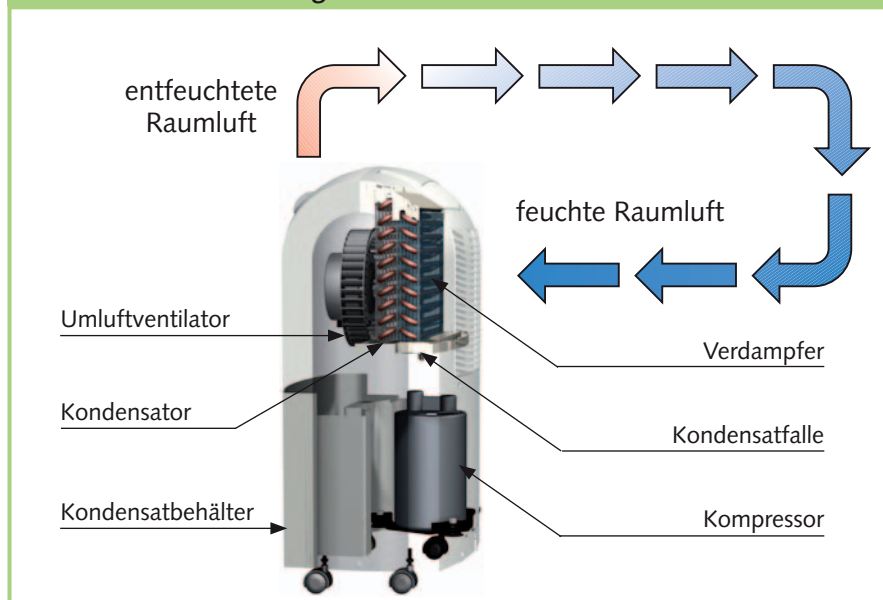 entfeuchtete
Raumluft
feuchte Raumluft
Umluftventilator
Verdampfer
Kondensator
Kondensatfalle
Kondensatbehälter
Kompressor